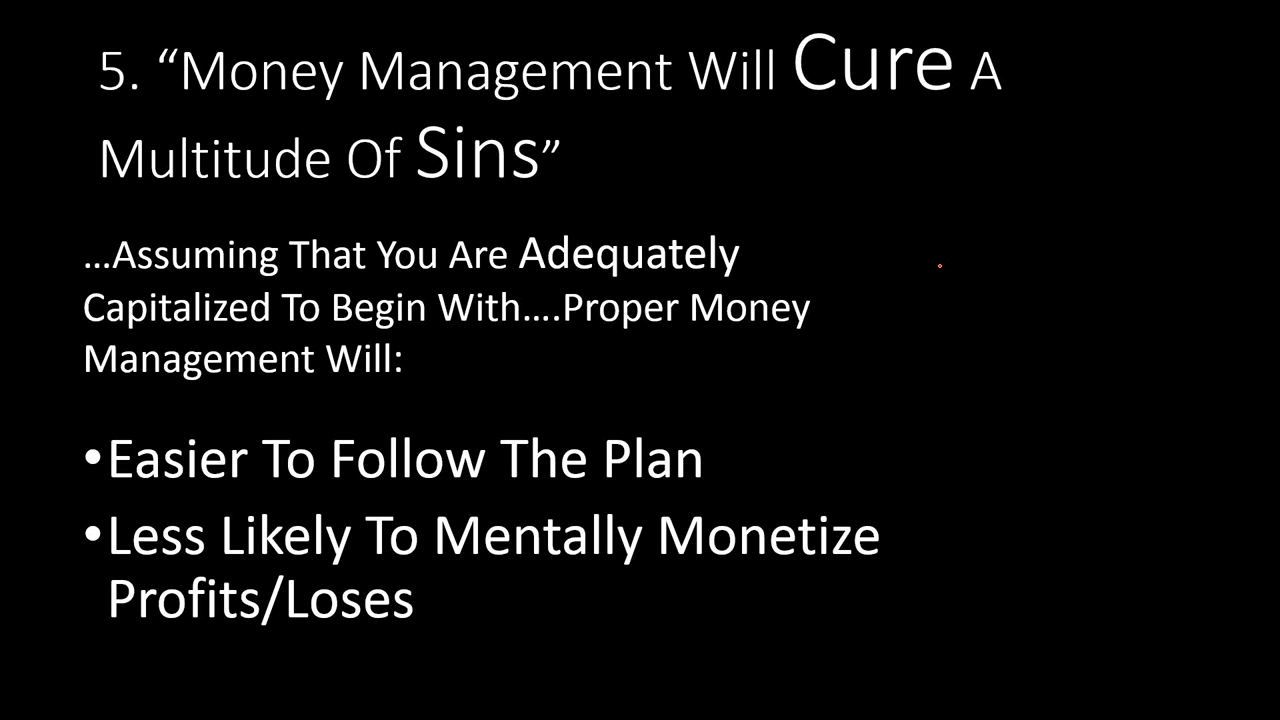 5. “Money Management Will Cure A
Multitude Of Sins”
…Assuming That You Are Adequately
Capitalized To Begin With….Proper Money
Management Will:
•Easier To Follow The Plan
•Less Likely To Mentally Monetize
Profits/Loses